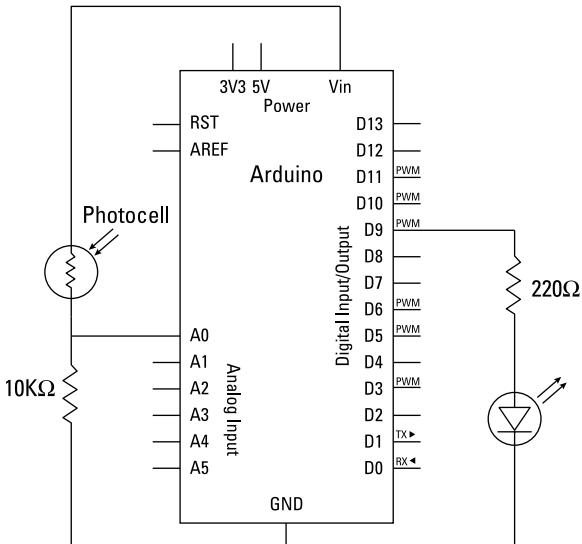 3V3 5V Vin
Power
RST D13
AREF D12
Arduino D11 PWM
D10 PWM
Photocell D9 PWM
D8
D7
220Ω
D6 PWM
Digital Input/Output
A0 D5 PWM
A1 D4
10KΩ A2 D3 PWM
Analog Input
A3 D2
A4 D1 TX►
A5 D0 RX◄
GND